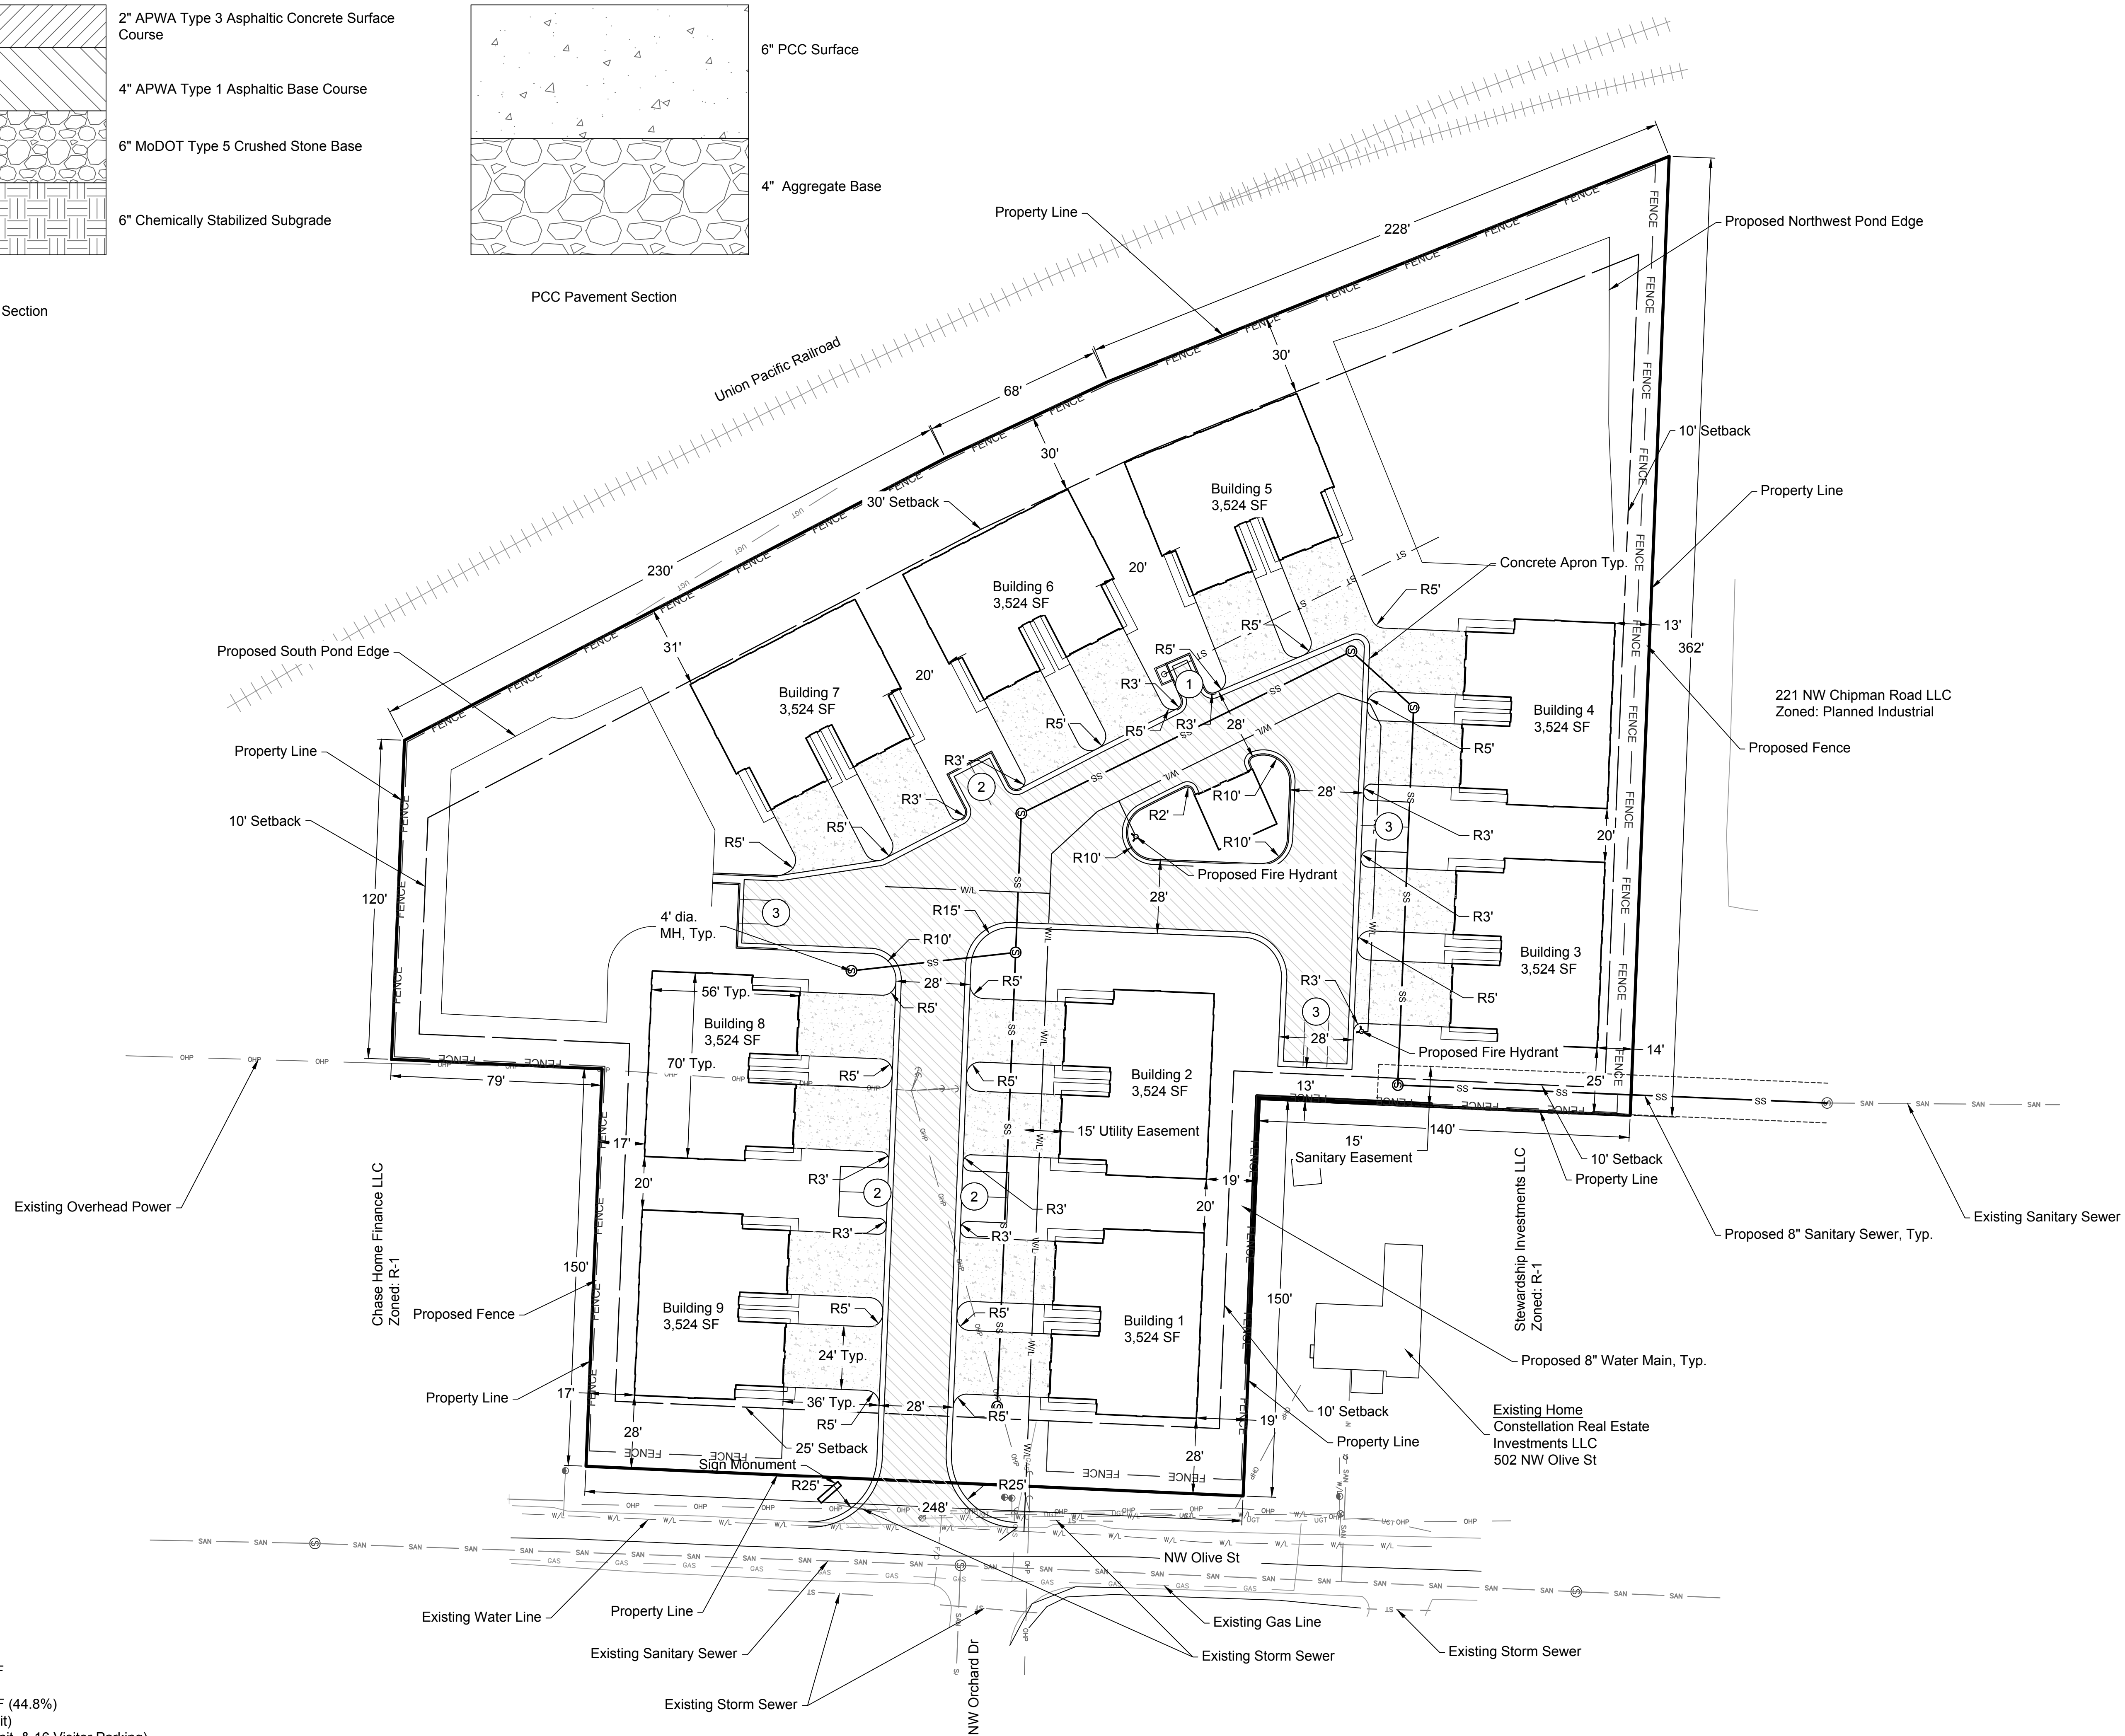 2" APWA Type 3 Asphaltic Concrete Surface
Course
4" APWA Type 1 Asphaltic Base Course
6" MoDOT Type 5 Crushed Stone Base
6" Chemically Stabilized Subgrade
Section
6" PCC Surface
4" Aggregate Base
PCC Pavement Section
Property Line
228'
Proposed Northwest Pond Edge
Union Pacific Railroad
68'
30'
30'
30' Setback
10' Setback
Property Line
362'
13'
230'
31'
Proposed South Pond Edge
Property Line
10' Setback
120'
Building 5
3,524 SF
Building 6
3,524 SF
Building 7
3,524 SF
20'
20'
Concrete Apron Typ.
R5'
R5'
R5'
R3'
1
R5'
R3'
28'
R5'
R3'
2
R3'
R5'
R5'
Building 4
3,524 SF
R5'
221 NW Chipman Road LLC
Zoned: Planned Industrial
Proposed Fence
R10'
R2'
R10'
R10'
28'
3
R3'
20'
Proposed Fire Hydrant
28'
R3'
Building 3
3,524 SF
R5'
3
4' dia.
MH, Typ.
R15'
R10'
R3'
3
28'
Proposed Fire Hydrant
14'
25'
13'
56' Typ.
28'
R5'
R5'
Building 8
3,524 SF
70' Typ.
R5'
R5'
Building 2
3,524 SF
15' Utility Easement
79'
17'
20'
R3'
2
2
R3'
R3'
R3'
19'
20'
15'
Sanitary Easement
140'
10' Setback
Property Line
Existing Sanitary Sewer
Proposed 8" Sanitary Sewer, Typ.
Existing Overhead Power
Chase Home Finance LLC
Zoned: R-1
Stewardship Investments LLC
Zoned: R-1
150'
Proposed Fence
Property Line
Building 9
3,524 SF
R5'
24' Typ.
36' Typ.
R5'
28'
R5'
R5'
Building 1
3,524 SF
150'
Proposed 8" Water Main, Typ.
10' Setback
Property Line
Existing Home
Constellation Real Estate
Investments LLC
502 NW Olive St
17'
28'
25' Setback
Sign Monument
R25'
248'
R25'
19'
28'
NW Olive St
Existing Water Line
Property Line
Existing Sanitary Sewer
Existing Storm Sewer
NW Orchard Dr
Existing Gas Line
Existing Storm Sewer
Existing Storm Sewer
(44.8%)
& 16 Visitor Parking)